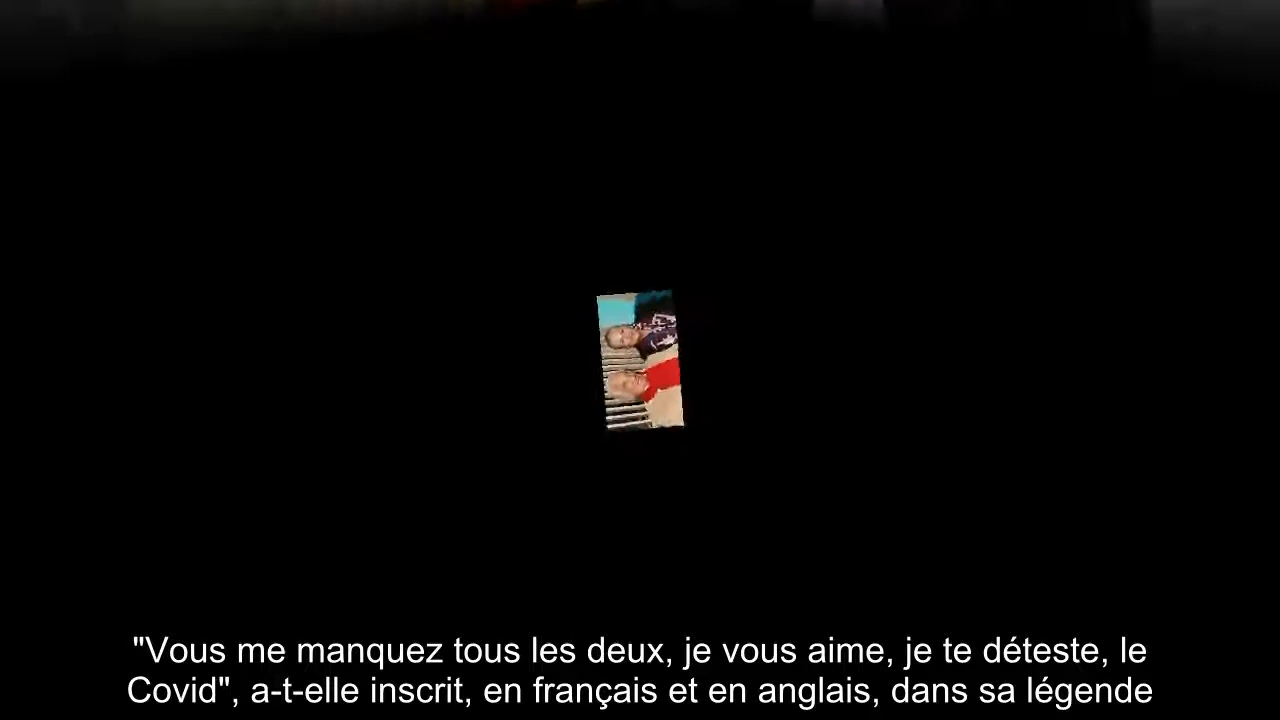 "Vous me manquez tous les deux, je vous aime, je te déteste, le
Covid", a-t-elle inscrit, en français et en anglais, dans sa légende